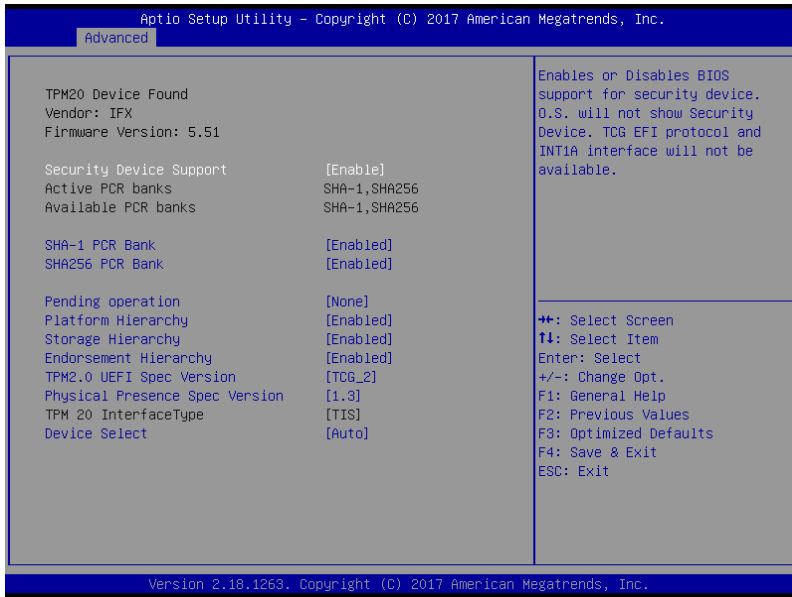 Aptio Setup Utility – Copyright (C) 2017 American Megatrends, Inc.
Advanced
TPM20 Device Found
Vendor: IFX
Firmware Version: 5.51
Security Device Support [Enable]
Active PCR banks SHA-1,SHA256
Available PCR banks SHA-1,SHA256
SHA-1 PCR Bank [Enabled]
SHA256 PCR Bank [Enabled]
Pending operation [None]
Platform Hierarchy [Enabled]
Storage Hierarchy [Enabled]
Endorsement Hierarchy [Enabled]
TPM2.0 UEFI Spec Version [TCG_2]
Physical Presence Spec Version [1.3]
TPM 20 InterfaceType [TIS]
Device Select [Auto]
Enables or Disables BIOS
support for security device.
O.S. will not show Security
Device. TCG EFI protocol and
INT1A interface will not be
available.
→←: Select Screen
↑↓: Select Item
Enter: Select
+/-: Change Opt.
F1: General Help
F2: Previous Values
F3: Optimized Defaults
F4: Save & Exit
ESC: Exit
Version 2.18.1263. Copyright (C) 2017 American Megatrends, Inc.